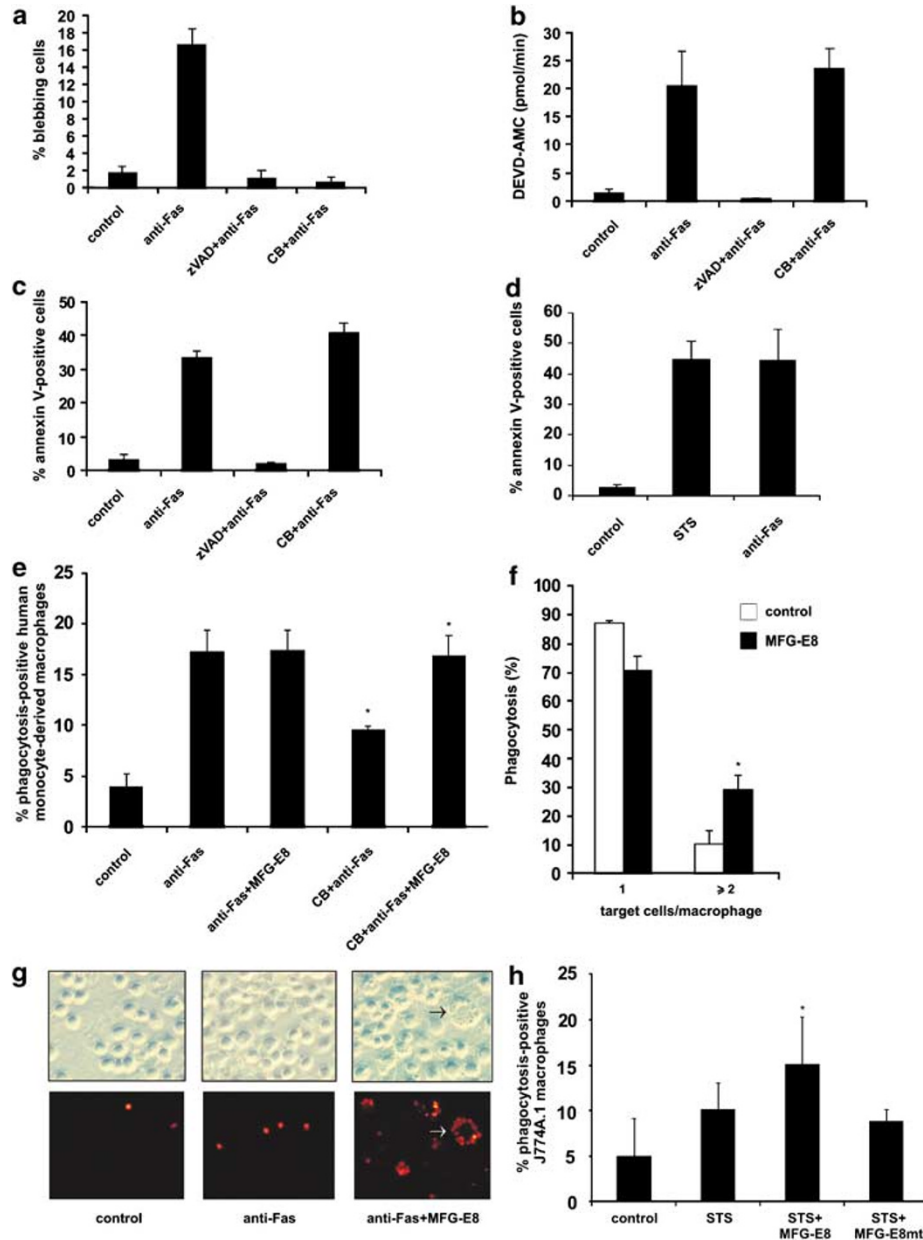 a
% blebbing cells
20
18
16
14
12
10
8
6
4
2
0
control
anti-Fas
zVAD+anti-Fas
CB+anti-Fas
b
DEVD-AMC (pmol/min)
30
25
20
15
10
5
0
control
anti-Fas
zVAD+anti-Fas
CB+anti-Fas
c
% annexin V-positive cells
50
40
30
20
10
0
control
anti-Fas
zVAD+anti-Fas
CB+anti-Fas
d
% annexin V-positive cells
60
50
40
30
20
10
0
control
STS
anti-Fas
e
% phagocytosis-positive human
monocyte-derived macrophages
25
20
15
10
5
0
*
*
control
anti-Fas
anti-Fas+MFG-E8
CB+anti-Fas
CB+anti-Fas+MFG-E8
f
Phagocytosis (%)
100
90
80
70
60
50
40
30
20
10
0
control
MFG-E8
*
1
⩾2
target cells/macrophage
g
control
anti-Fas
anti-Fas+MFG-E8
h
% phagocytosis-positive
J774A.1 macrophages
25
20
15
10
5
0
*
control
STS
STS+
MFG-E8
STS+
MFG-E8mt